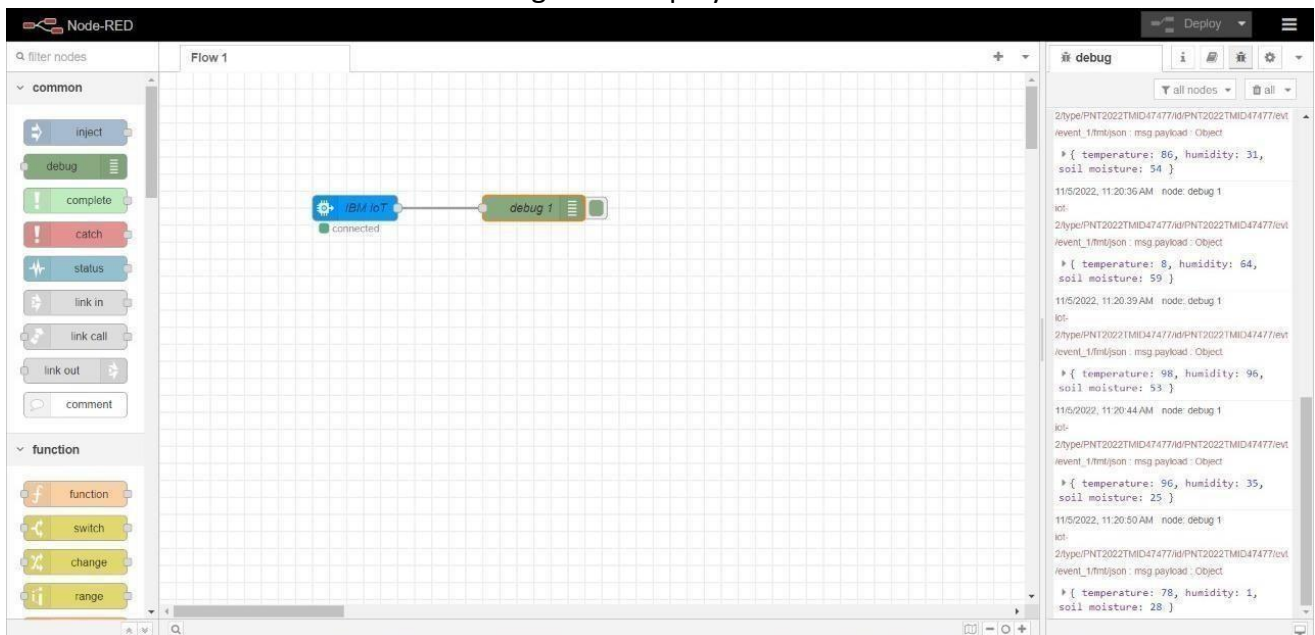 Node-RED
Deploy
filter nodes
Flow 1
debug
all nodes
all
common
inject
debug
complete
catch
status
link in
link call
link out
comment
function
function
switch
change
range
IBM IoT
connected
debug 1
2/type/PNT2022TMID47477/id/PNT2022TMID47477/evt
/event_1/fmt/json : msg.payload : Object
{ temperature: 86, humidity: 31,
soil moisture: 54 }
11/5/2022, 11:20:36 AM node: debug 1
iot-
2/type/PNT2022TMID47477/id/PNT2022TMID47477/evt
/event_1/fmt/json : msg.payload : Object
{ temperature: 8, humidity: 64,
soil moisture: 59 }
11/5/2022, 11:20:39 AM node: debug 1
iot-
2/type/PNT2022TMID47477/id/PNT2022TMID47477/evt
/event_1/fmt/json : msg.payload : Object
{ temperature: 98, humidity: 96,
soil moisture: 53 }
11/5/2022, 11:20:44 AM node: debug 1
iot-
2/type/PNT2022TMID47477/id/PNT2022TMID47477/evt
/event_1/fmt/json : msg.payload : Object
{ temperature: 96, humidity: 35,
soil moisture: 25 }
11/5/2022, 11:20:50 AM node: debug 1
iot-
2/type/PNT2022TMID47477/id/PNT2022TMID47477/evt
/event_1/fmt/json : msg.payload : Object
{ temperature: 78, humidity: 1,
soil moisture: 28 }